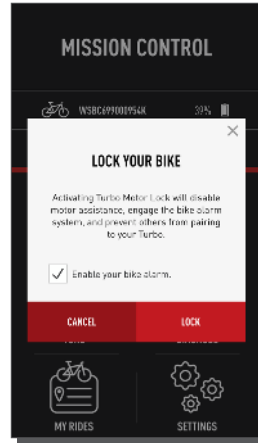 MISSION CONTROL
WSBC699000954K 39%
LOCK YOUR BIKE
Activating Turbo Motor Lock will disable
motor assistance, engage the bike alarm
system, and prevent others from pairing
to your Turbo.
Enable your bike alarm.
CANCEL LOCK
MY RIDES SETTINGS